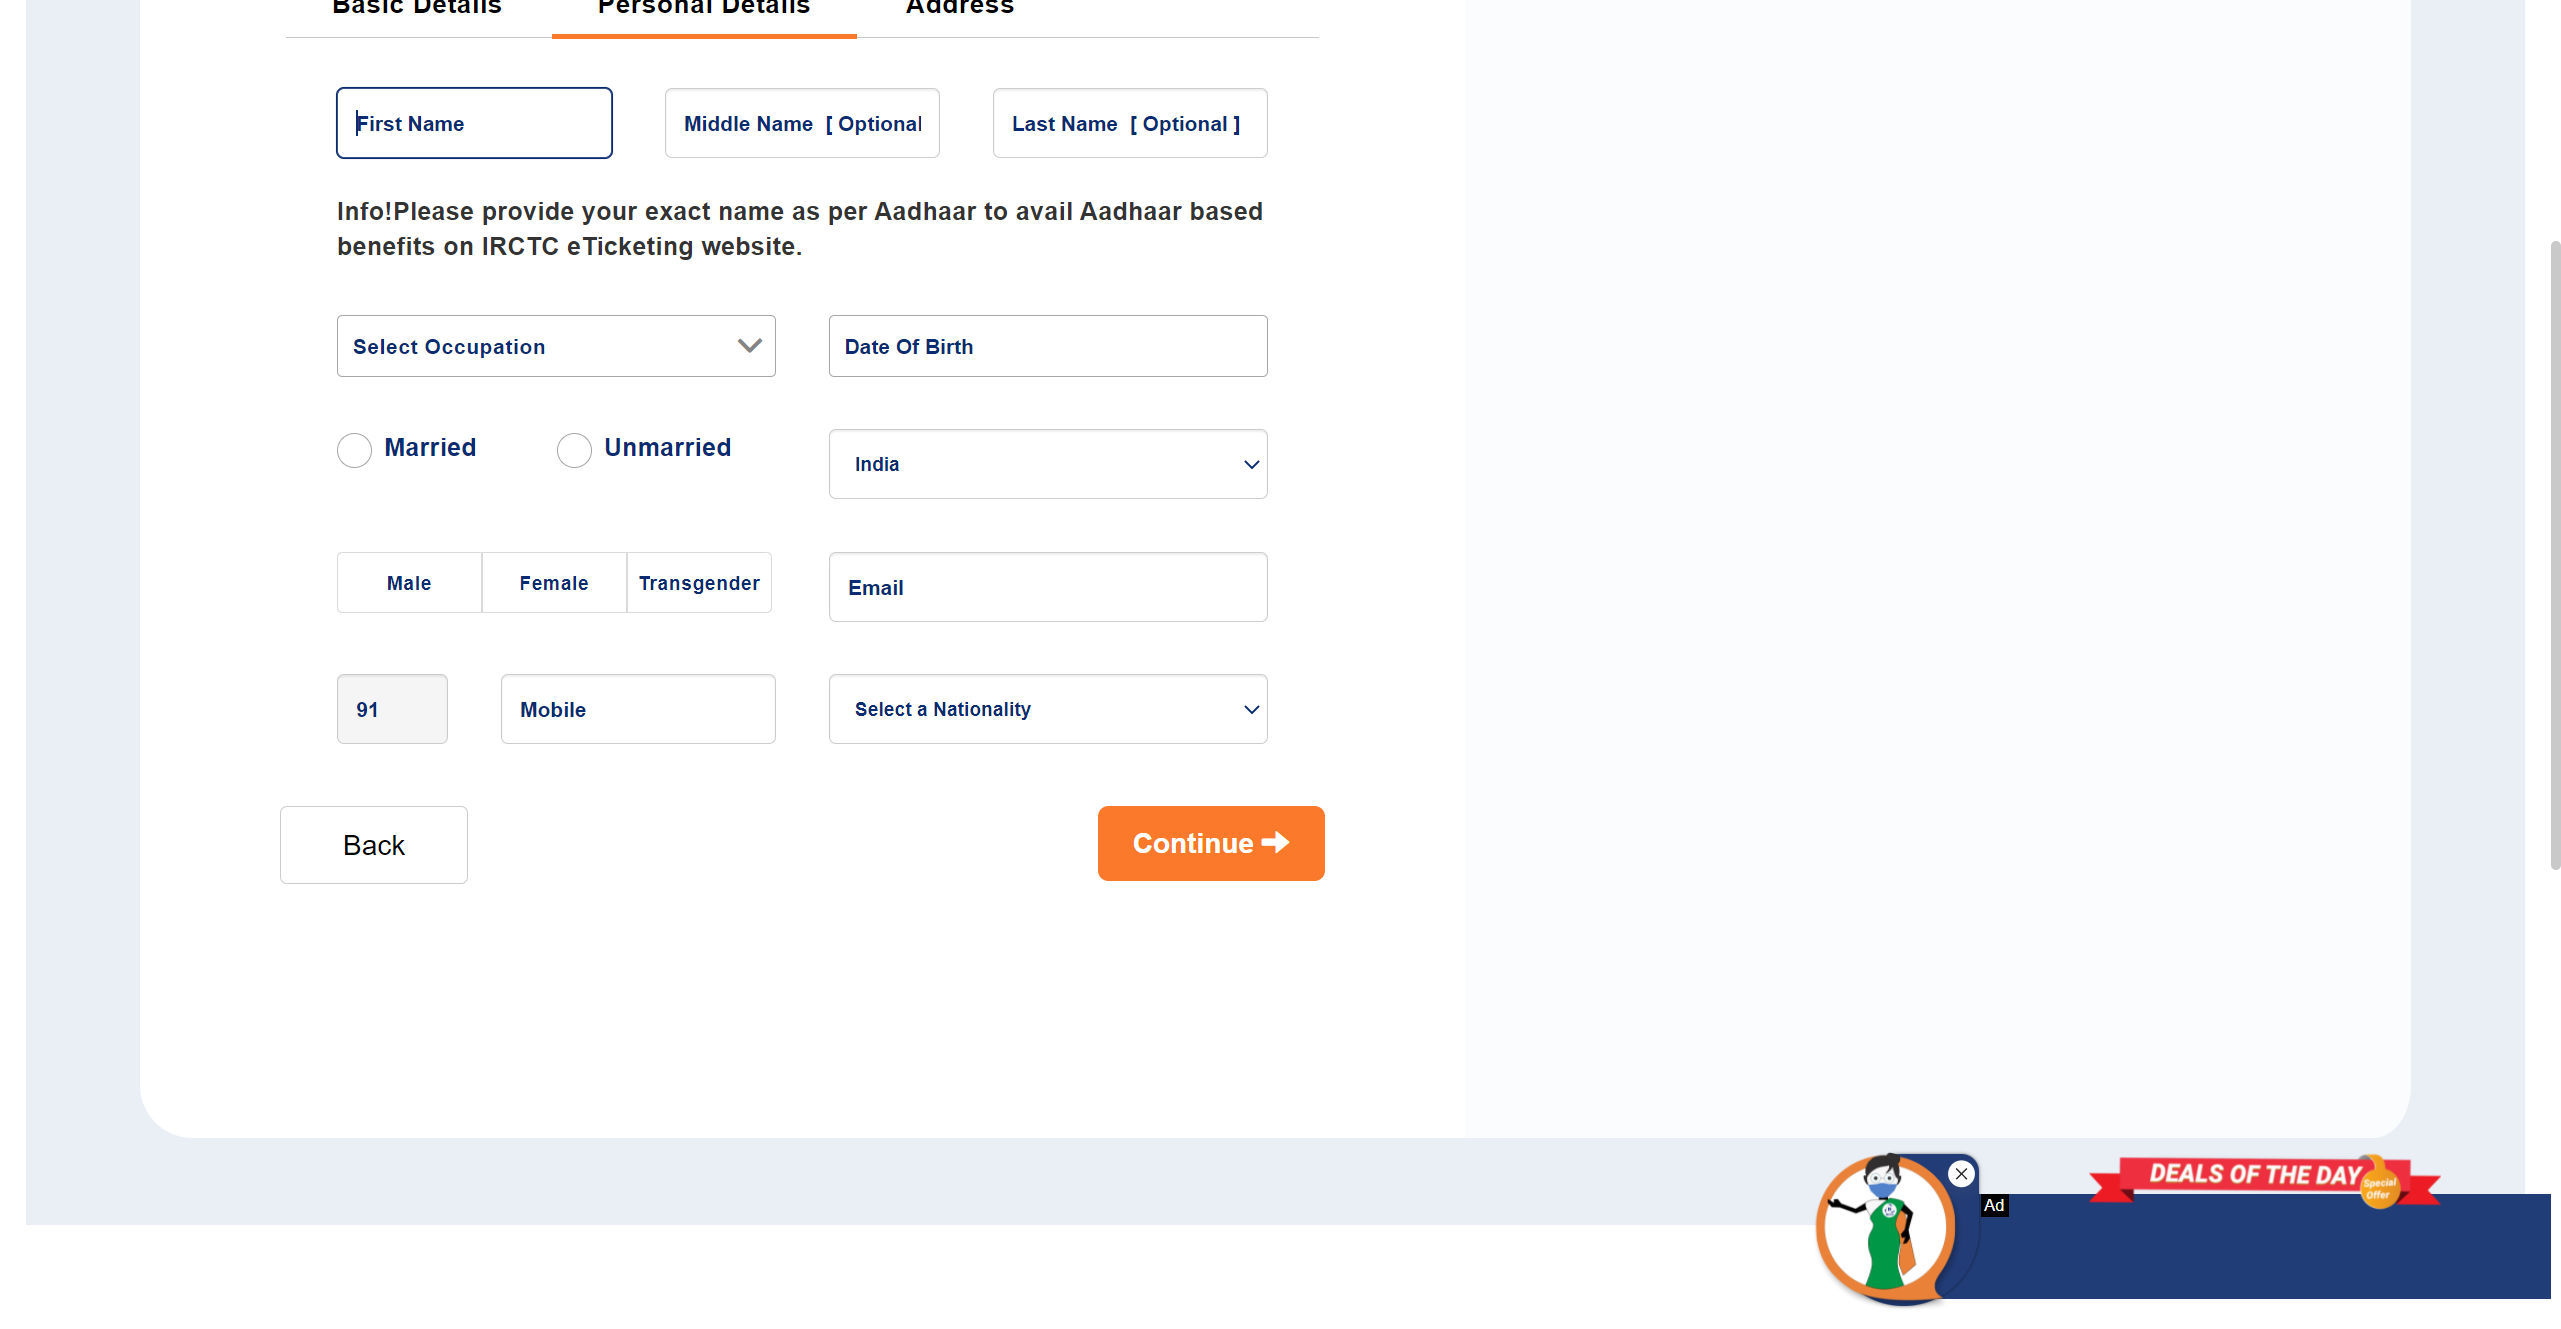 Basic Details Personal Details Address
First Name Middle Name [ Optional Last Name [ Optional ]
Info!Please provide your exact name as per Aadhaar to avail Aadhaar based
benefits on IRCTC eTicketing website.
Select Occupation Date Of Birth
Married Unmarried India
Male Female Transgender Email
91 Mobile Select a Nationality
Back Continue
DEALS OF THE DAY
Special
Offer
Ad